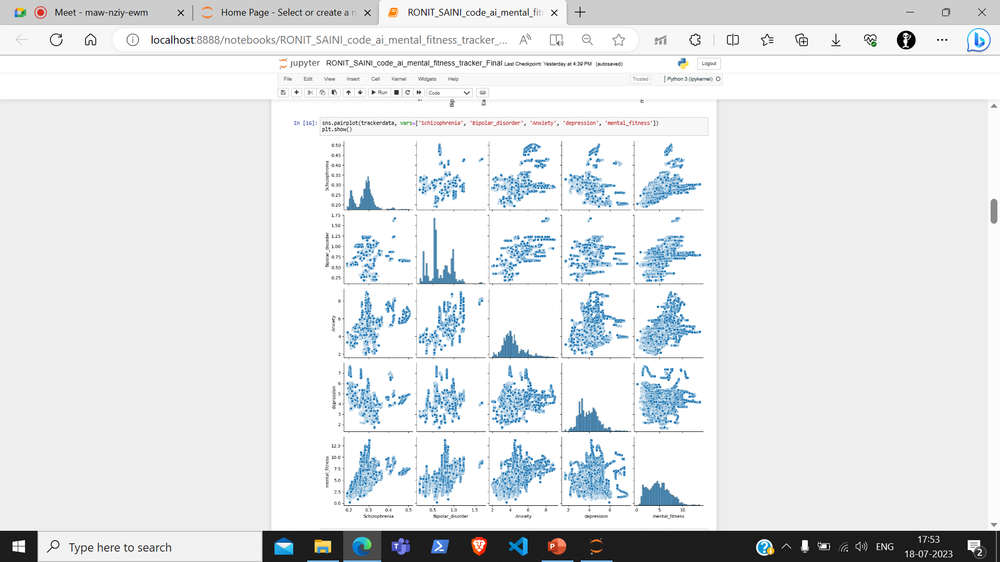 Meet - maw-nziy-ewm
Home Page - Select or create a n
RONIT_SAINI_code_ai_mental_fitn
localhost:8888/notebooks/RONIT_SAINI_code_ai_mental_fitness_tracker_...
jupyter RONIT_SAINI_code_ai_mental_fitness_tracker_Final Last Checkpoint: Yesterday at 4:39 PM (autosaved)
Logout
File Edit View Insert Cell Kernel Widgets Help
Trusted
Python 3 (ipykernel)
Run
Code
Bip
Ea
In [16]: sns.pairplot(trackerdata, vars=['Schizophrenia', 'Bipolar_disorder', 'Anxiety', 'depression', 'mental_fitness'])
plt.show()
0.50
0.45
0.40
0.35
0.30
0.25
0.20
Schizophrenia
1.75
1.50
1.25
1.00
0.75
0.50
0.25
Bipolar_disorder
8
6
4
2
Anxiety
7
6
5
4
3
2
depression
12.5
10.0
7.5
5.0
2.5
0.0
mental_fitness
0.2 0.3 0.4 0.5 0.5 1.0 1.5 2 4 6 8 2 4 6 0 5 10
Schizophrenia Bipolar_disorder Anxiety depression mental_fitness
Type here to search
ENG
17:53
18-07-2023
2